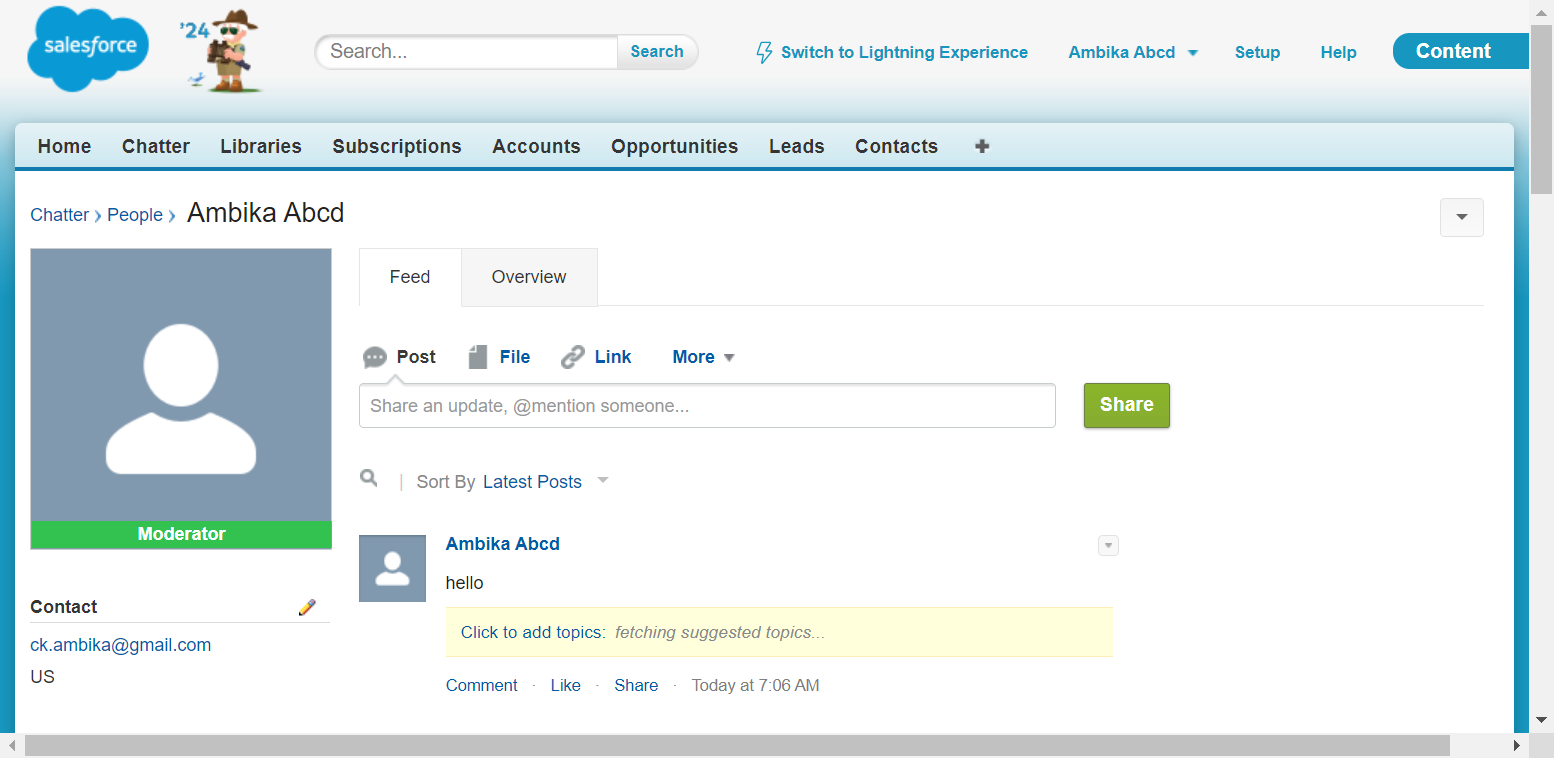 salesforce
'24
Search...
Search
Switch to Lightning Experience
Ambika Abcd
Setup
Help
Content
Home
Chatter
Libraries
Subscriptions
Accounts
Opportunities
Leads
Contacts
Chatter › People › Ambika Abcd
Feed
Overview
Post
File
Link
More
Share an update, @mention someone...
Share
| Sort By Latest Posts
Moderator
Ambika Abcd
hello
Click to add topics: fetching suggested topics...
Comment · Like · Share · Today at 7:06 AM
Contact
ck.ambika@gmail.com
US